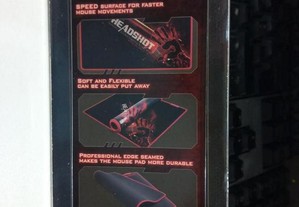 SPEED SURFACE FOR FASTER
MOUSE MOVEMENTS
HEADSHOT
SOFT AND FLEXIBLE
CAN BE EASILY PUT AWAY
PROFESSIONAL EDGE SEAMED
MAKES THE MOUSE PAD MORE DURABLE